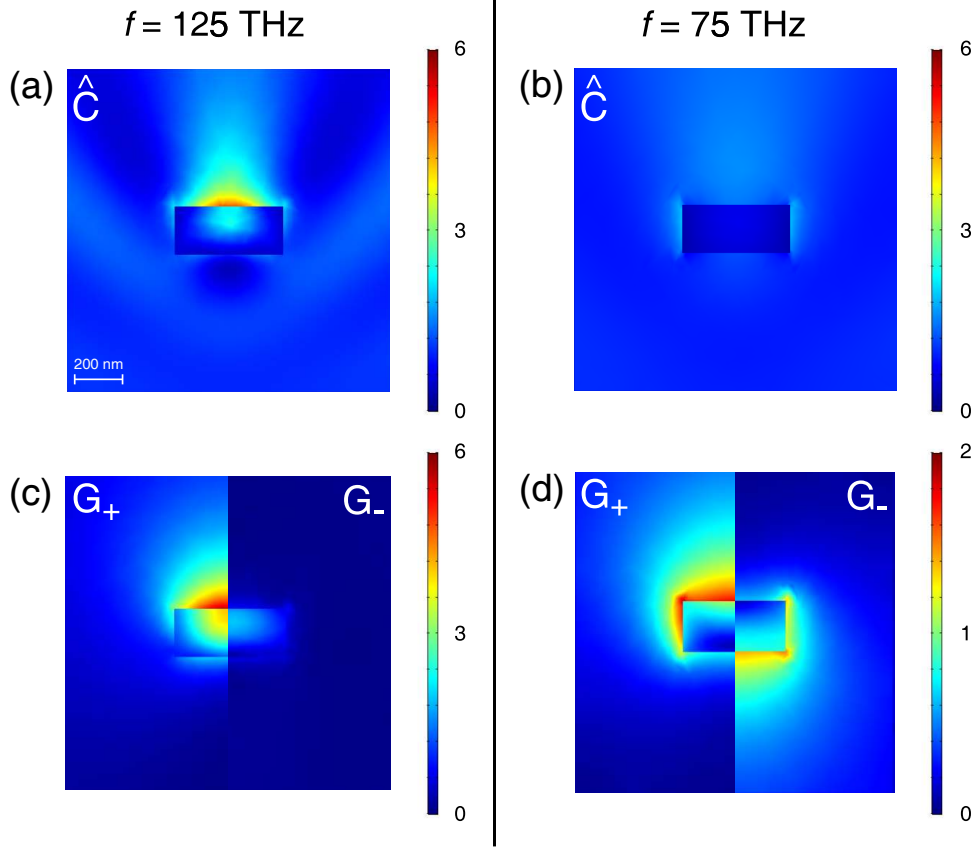 f = 125 THz
f = 75 THz
(a)
Ĉ
6
3
0
200 nm
(b)
Ĉ
6
3
0
(c)
G₊
G₋
6
3
0
(d)
G₊
G₋
2
1
0